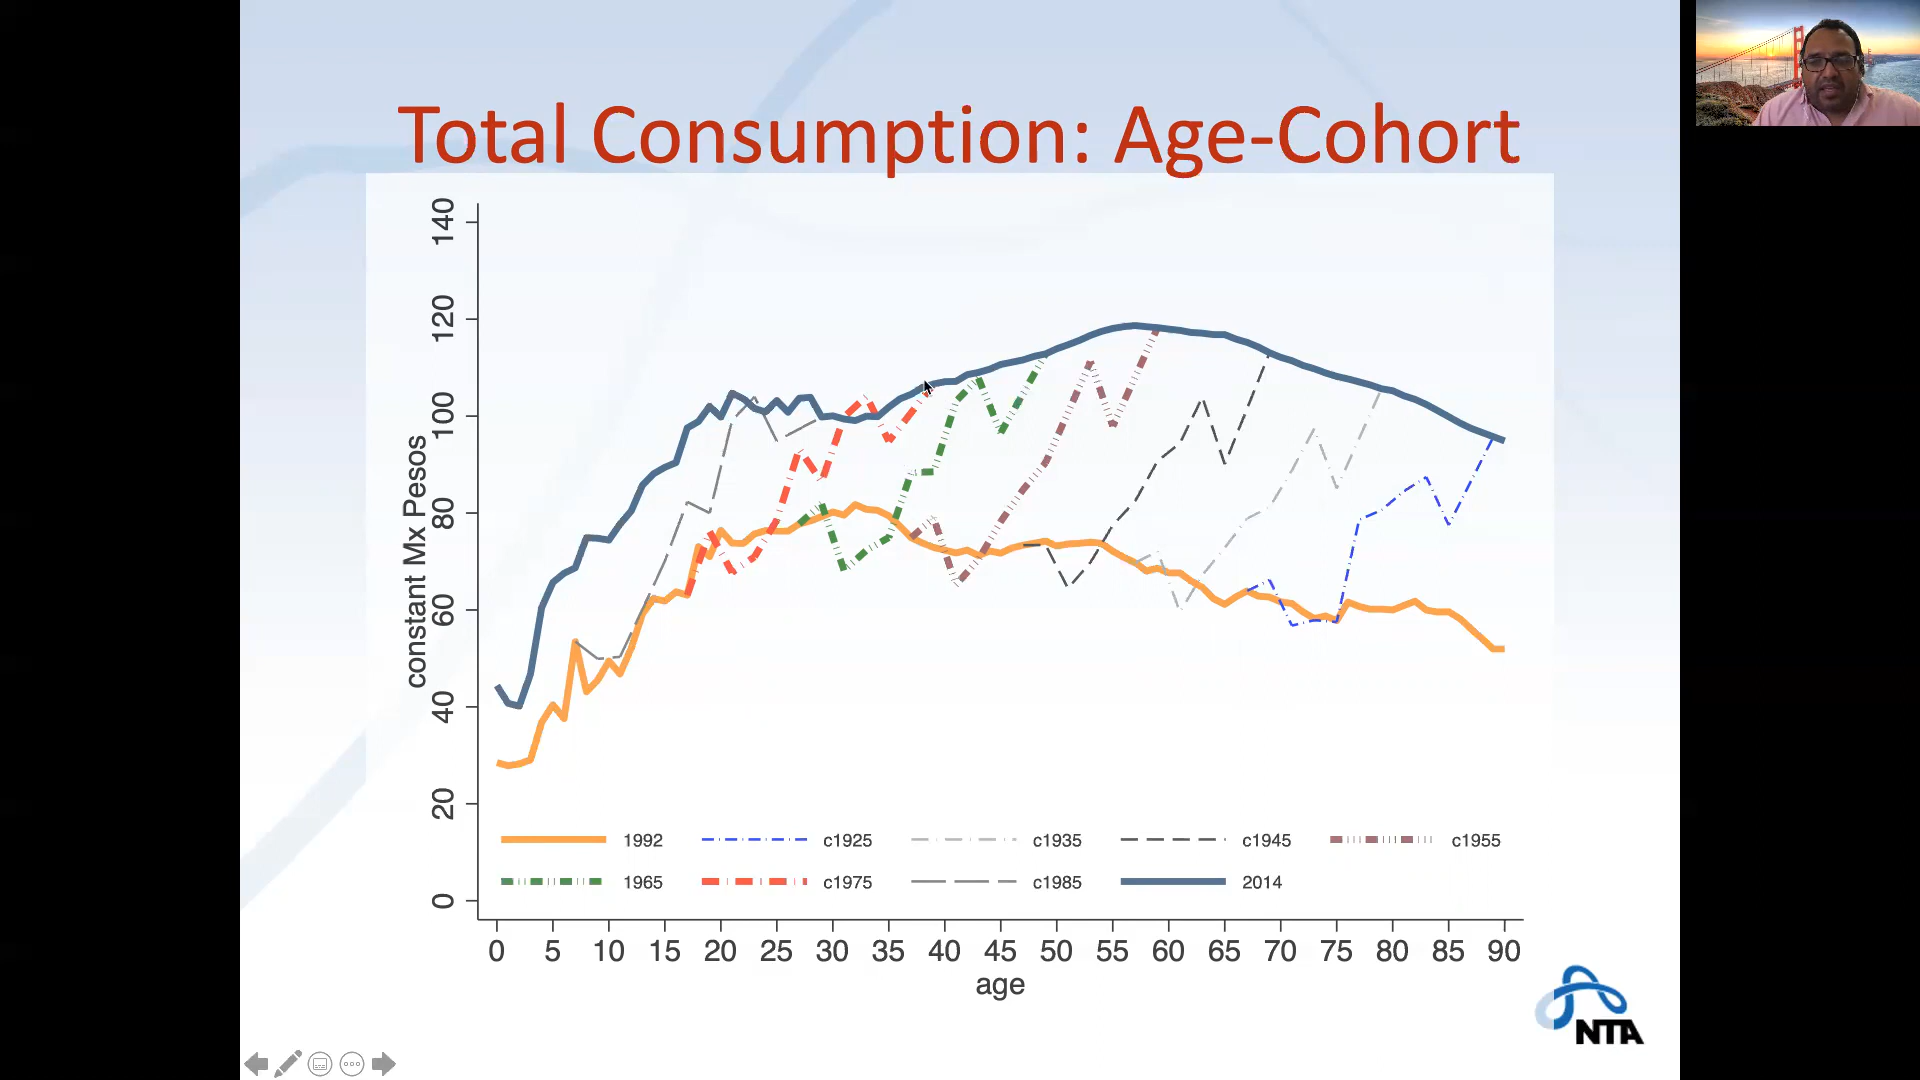 Total Consumption: Age-Cohort
constant Mx Pesos
140
120
100
80
60
40
20
0
1992 c1925 c1935 c1945 c1955
1965 c1975 c1985 2014
0 5 10 15 20 25 30 35 40 45 50 55 60 65 70 75 80 85 90
age
NTA